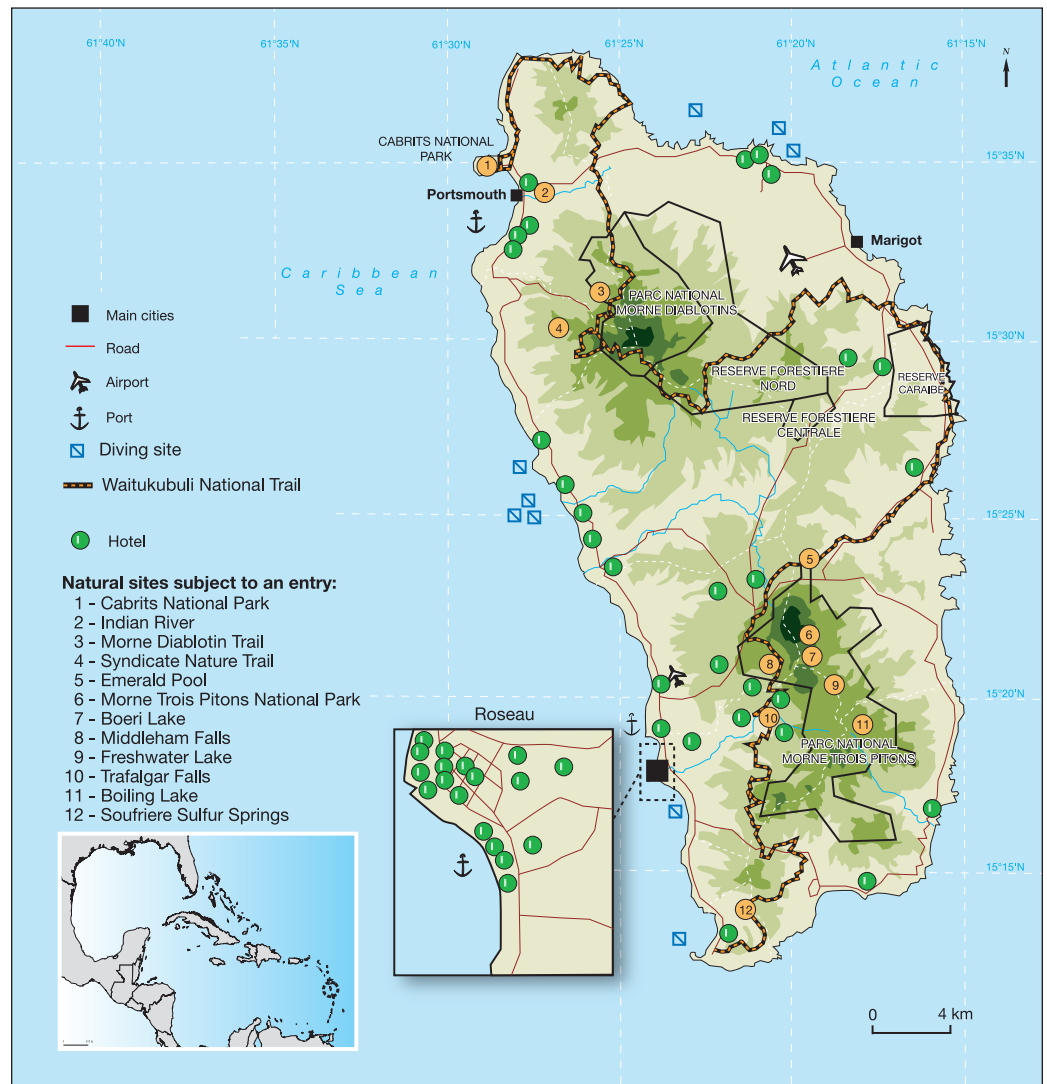 61°40'N
61°35'N
61°30'N
61°25'N
61°20'N
61°15'N
Atlantic
Ocean
N
CABRITS NATIONAL
PARK
1
15°35'N
Portsmouth
2
Marigot
Caribbean
Sea
3
PARC NATIONAL
MORNE DIABLOTINS
4
15°30'N
RESERVE FORESTIERE
NORD
RESERVE
CARAIBE
RESERVE FORESTIERE
CENTRALE
Main cities
Road
Airport
Port
Diving site
Waitukubuli National Trail
Hotel
15°25'N
5
6
7
8
9
15°20'N
10
11
PARC NATIONAL
MORNE TROIS PITONS
15°15'N
12
Natural sites subject to an entry:
1 - Cabrits National Park
2 - Indian River
3 - Morne Diablotin Trail
4 - Syndicate Nature Trail
5 - Emerald Pool
6 - Morne Trois Pitons National Park
7 - Boeri Lake
8 - Middleham Falls
9 - Freshwater Lake
10 - Trafalgar Falls
11 - Boiling Lake
12 - Soufriere Sulfur Springs
Roseau
0 4 km